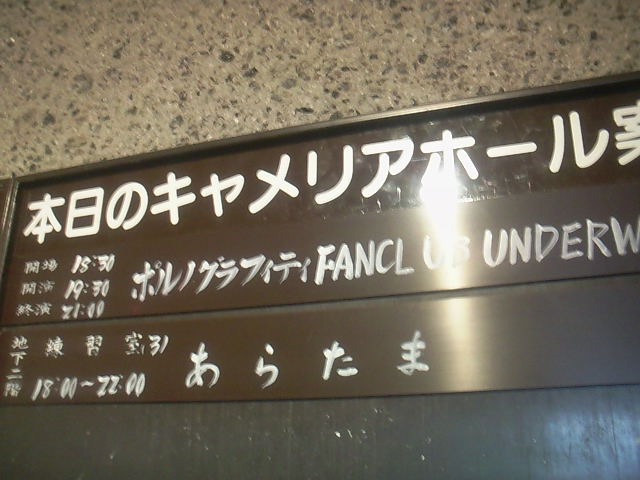 本日のキャメリアホール案
開場 18:30
開演 19:30
終演 21:00
ポルノグラフィティ FANCLUB UNDERW
地下二階
練習室31
18:00~22:00
あらたま